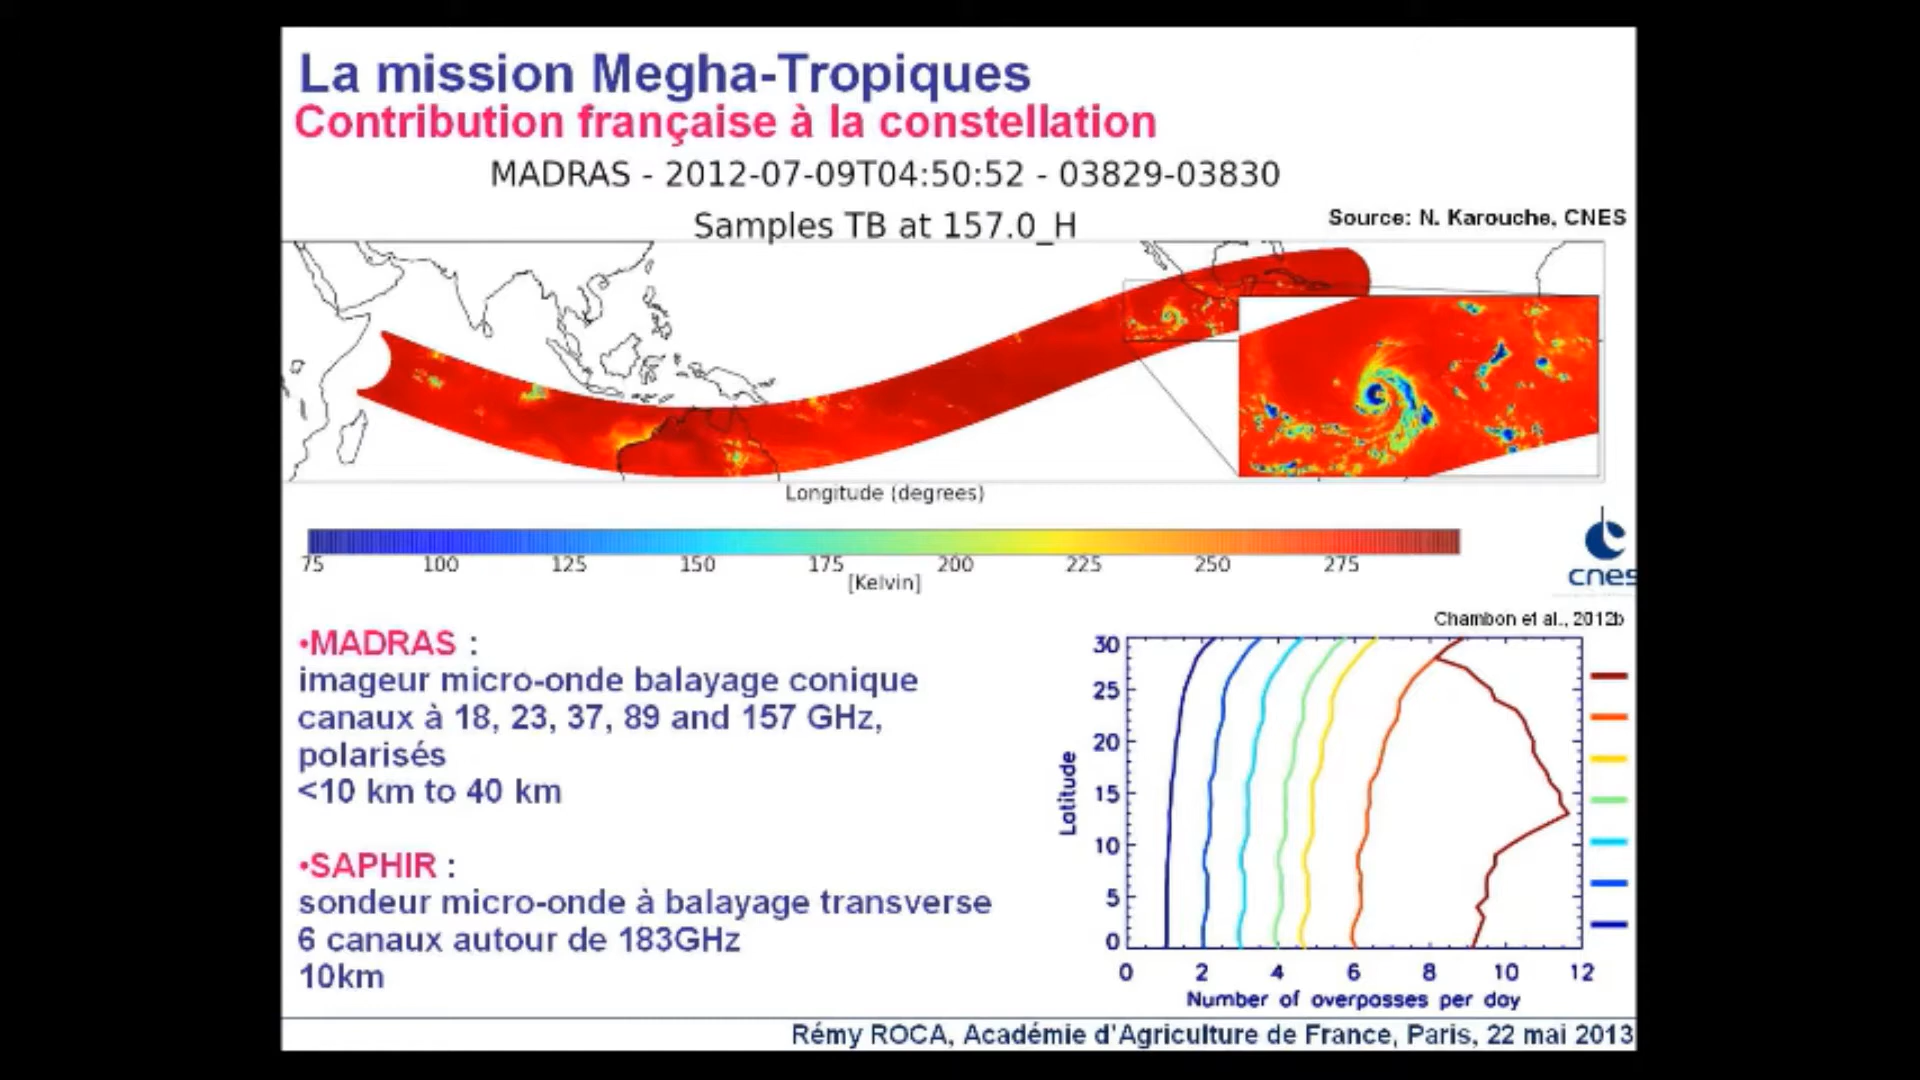 La mission Megha-Tropiques
Contribution française à la constellation
MADRAS - 2012-07-09T04:50:52 - 03829-03830
Samples TB at 157.0_H
Source: N. Karouche, CNES
Longitude (degrees)
75 100 125 150 175 200 225 250 275
[Kelvin]
cnes
•MADRAS :
imageur micro-onde balayage conique
canaux à 18, 23, 37, 89 and 157 GHz,
polarisés
<10 km to 40 km
•SAPHIR :
sondeur micro-onde à balayage transverse
6 canaux autour de 183GHz
10km
Chambon et al., 2012b
30
25
20
15
10
5
0
Latitude
0 2 4 6 8 10 12
Number of overpasses per day
Rémy ROCA, Académie d'Agriculture de France, Paris, 22 mai 2013